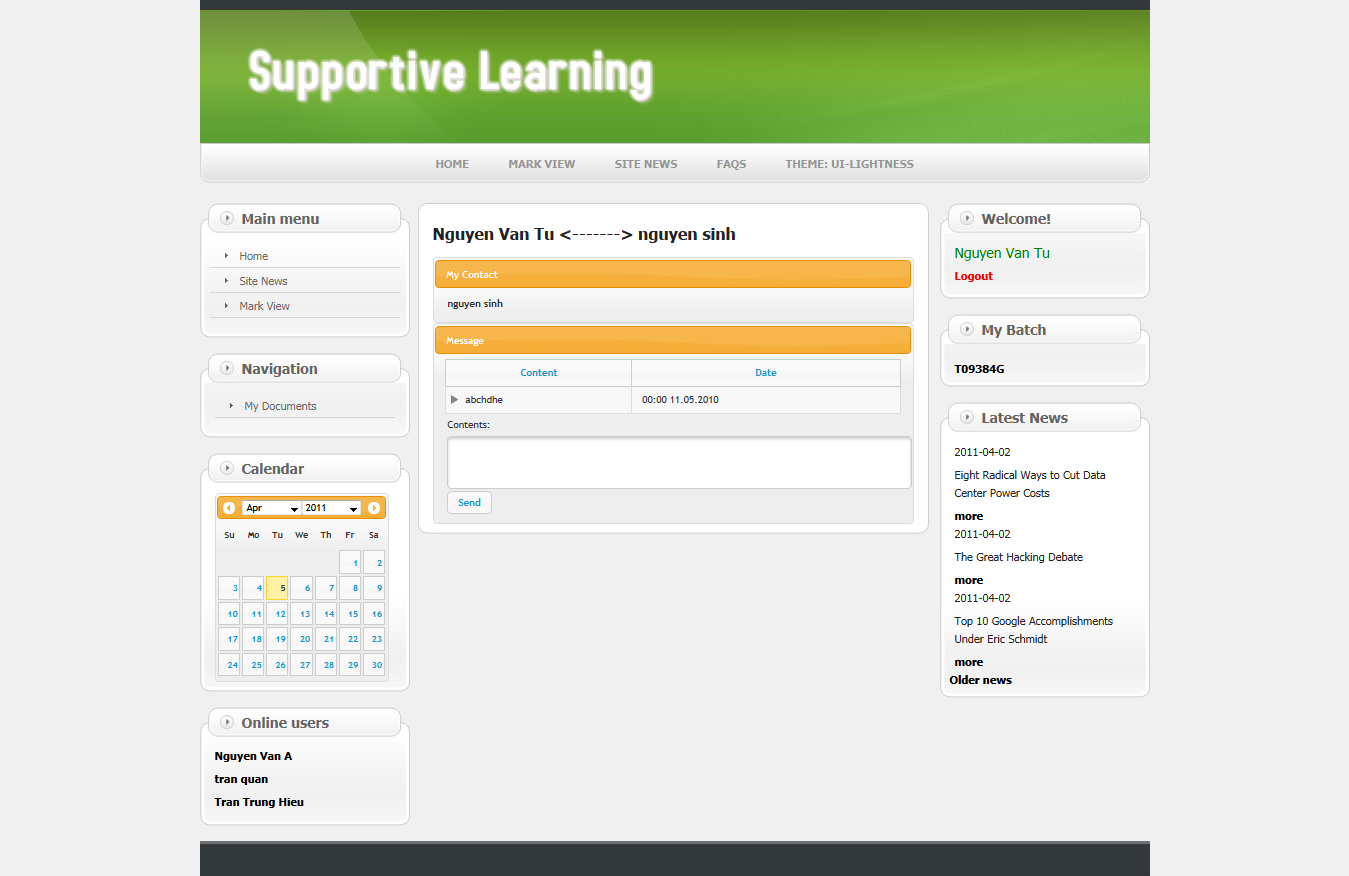 Supportive Learning
HOME MARK VIEW SITE NEWS FAQS THEME: UI-LIGHTNESS
Main menu
Home
Site News
Mark View
Navigation
My Documents
Calendar
Apr 2011
Su Mo Tu We Th Fr Sa
1 2
3 4 5 6 7 8 9
10 11 12 13 14 15 16
17 18 19 20 21 22 23
24 25 26 27 28 29 30
Online users
Nguyen Van A
tran quan
Tran Trung Hieu
Nguyen Van Tu <-------> nguyen sinh
My Contact
nguyen sinh
Message
Content Date
abchdhe 00:00 11.05.2010
Contents:
Send
Welcome!
Nguyen Van Tu
Logout
My Batch
T09384G
Latest News
2011-04-02
Eight Radical Ways to Cut Data
Center Power Costs
more
2011-04-02
The Great Hacking Debate
more
2011-04-02
Top 10 Google Accomplishments
Under Eric Schmidt
more
Older news